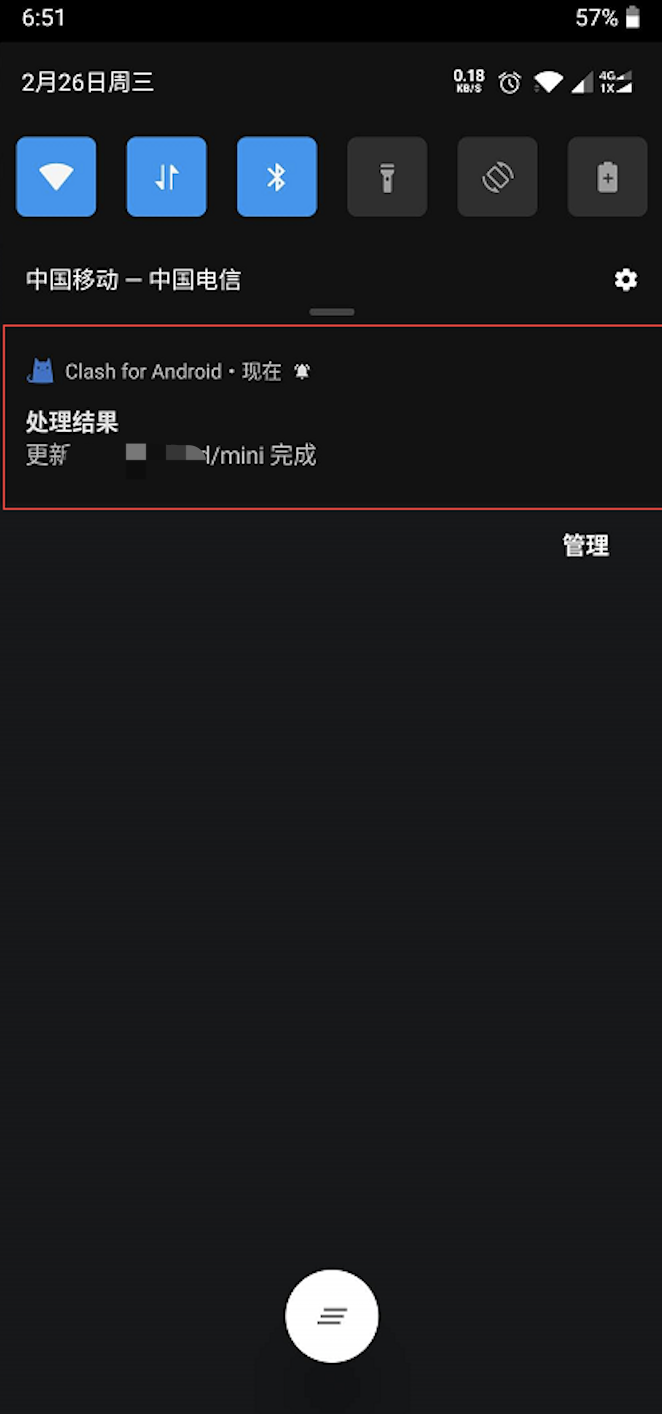 6:51 57%
2月26日周三 0.18 KB/S 4G 1X
中国移动 — 中国电信
Clash for Android • 现在
处理结果
更新 d/mini 完成
管理